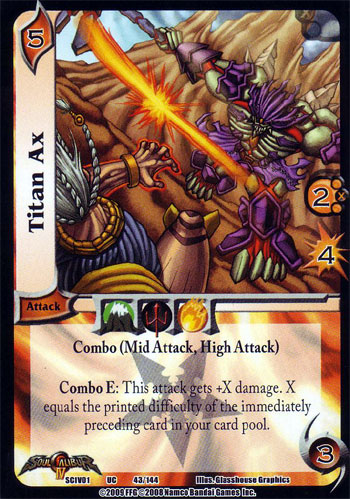 5
Titan Ax
2
4
Attack
Combo (Mid Attack, High Attack)
Combo E: This attack gets +X damage. X
equals the printed difficulty of the immediately
preceding card in your card pool.
3
SOULCALIBUR
IV
SCIV01 UC 43/144 Illus. Glasshouse Graphics
©2009 FFG ©2008 Namco Bandai Games Inc.